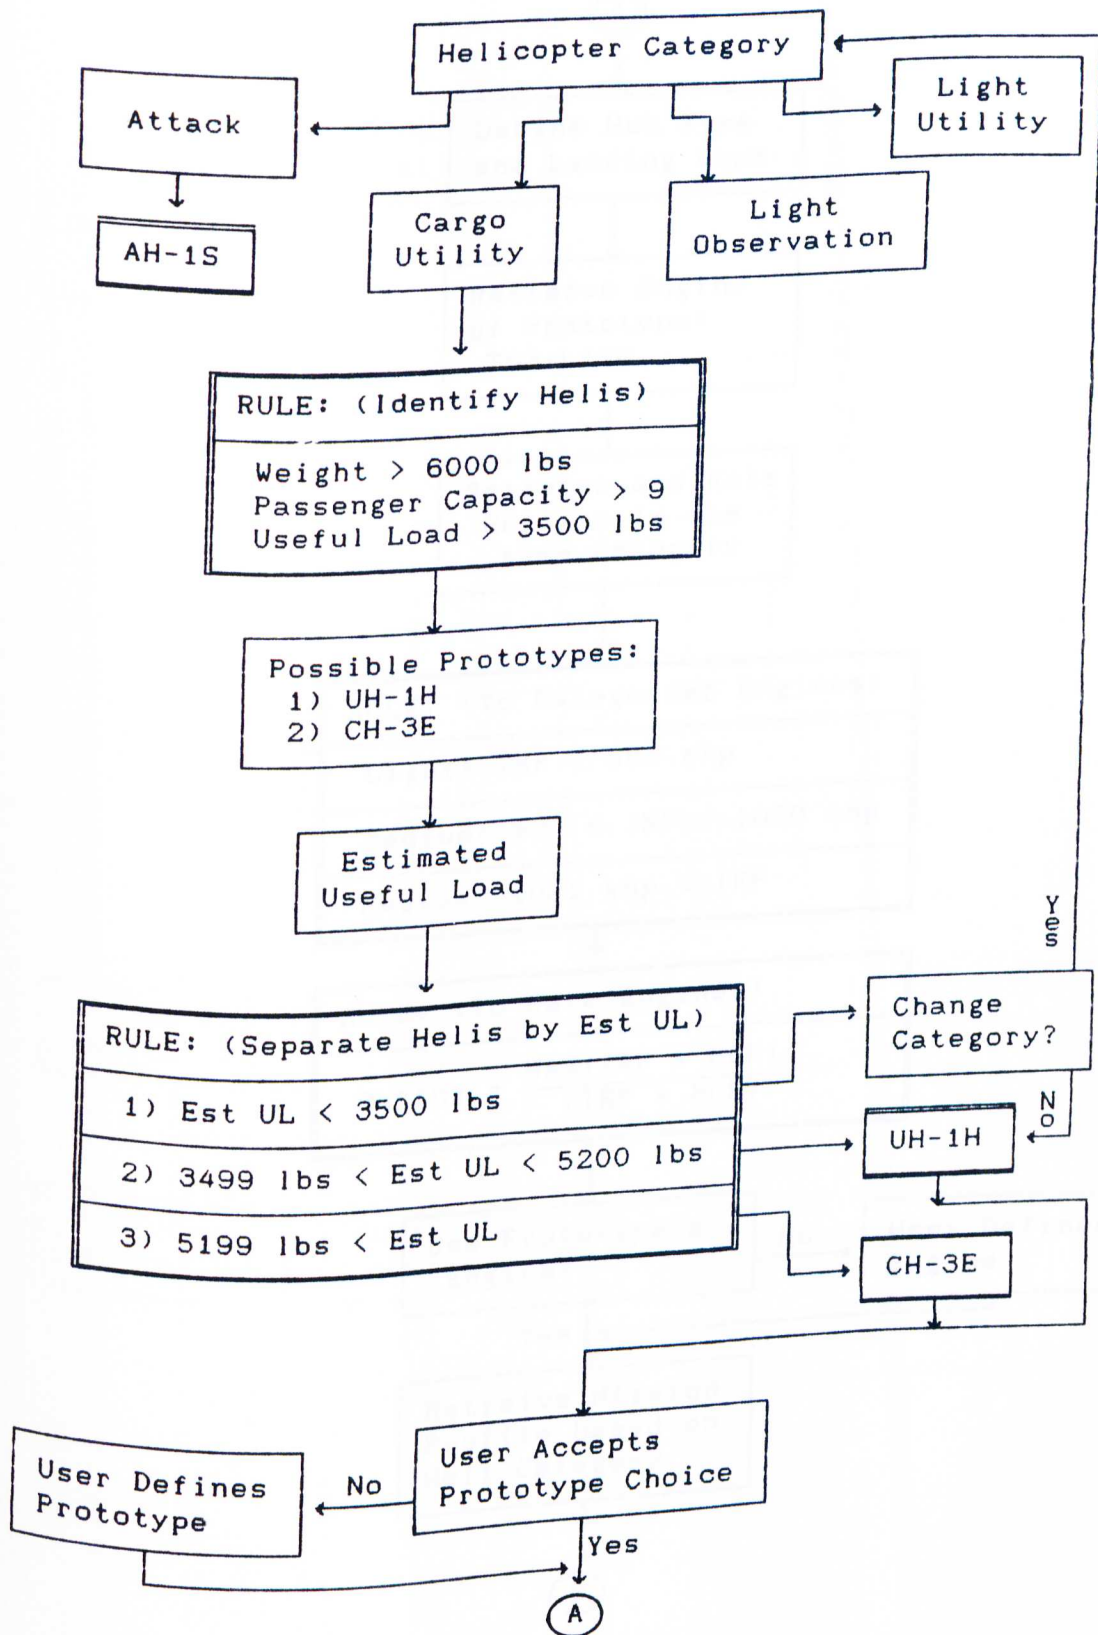 Helicopter Category
Attack
Light
Utility
AH-1S
Cargo
Utility
Light
Observation
RULE: (Identify Helis)
Weight > 6000 lbs
Passenger Capacity > 9
Useful Load > 3500 lbs
Possible Prototypes:
1) UH-1H
2) CH-3E
Estimated
Useful Load
Yes
RULE: (Separate Helis by Est UL)
1) Est UL < 3500 lbs
2) 3499 lbs < Est UL < 5200 lbs
3) 5199 lbs < Est UL
Change
Category?
No
UH-1H
CH-3E
User Accepts
Prototype Choice
No
User Defines
Prototype
Yes
A